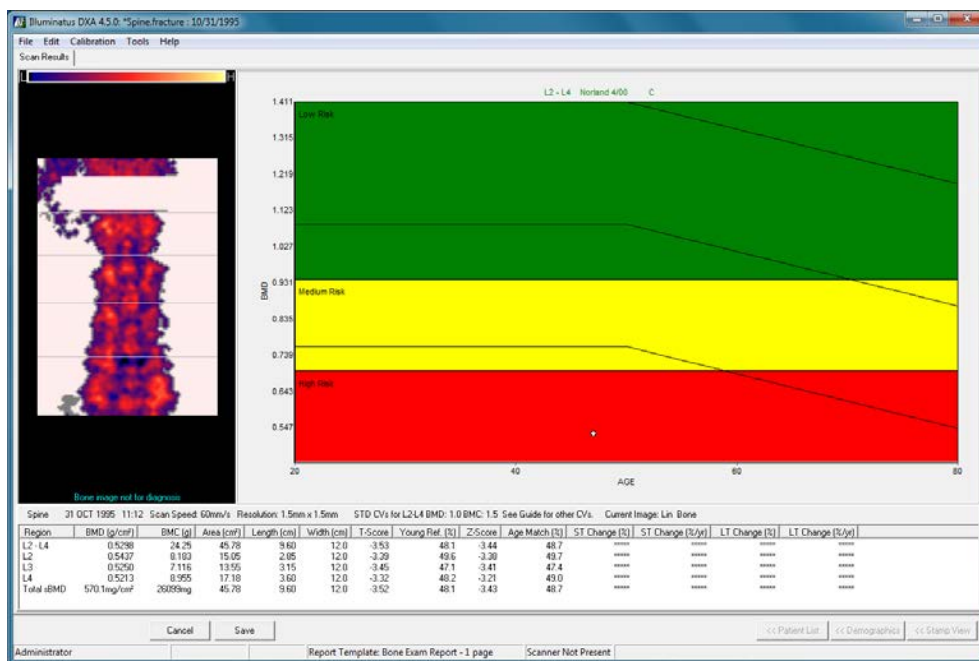 Illuminatus DXA 4.5.0: *Spine.fracture : 10/31/1995
File Edit Calibration Tools Help
Scan Results
L H
L2 - L4 Norland 4/00 C
1.411
1.315
1.219
1.123
1.027
0.931
0.835
0.739
0.643
0.547
BMD
Low Risk
Medium Risk
High Risk
20 40 60 80
AGE
Bone image not for diagnosis
Spine 31 OCT 1995 11:12 Scan Speed: 60mm/s Resolution: 1.5mm x 1.5mm STD CVs for L2-L4 BMD: 1.0 BMC: 1.5 See Guide for other CVs. Current Image: Lin Bone
Region BMD (g/cm²) BMC (g) Area (cm²) Length (cm) Width (cm) T-Score Young Ref. (%) Z-Score Age Match (%) ST Change (%) ST Change (%/yr) LT Change (%) LT Change (%/yr)
L2 - L4 0.5298 24.25 45.78 9.60 12.0 -3.53 48.1 -3.44 48.7 ***** ***** ***** *****
L2 0.5437 8.183 15.05 2.85 12.0 -3.39 49.6 -3.30 49.7 ***** ***** ***** *****
L3 0.5250 7.116 13.55 3.15 12.0 -3.45 47.1 -3.41 47.4 ***** ***** ***** *****
L4 0.5213 8.955 17.18 3.60 12.0 -3.32 48.2 -3.21 49.0 ***** ***** ***** *****
Total sBMD 570.1mg/cm² 26099mg 45.78 9.60 12.0 -3.52 48.1 -3.43 48.7 ***** ***** ***** *****
Cancel Save << Patient List << Demographics << Stamp View
Administrator Report Template: Bone Exam Report - 1 page Scanner Not Present